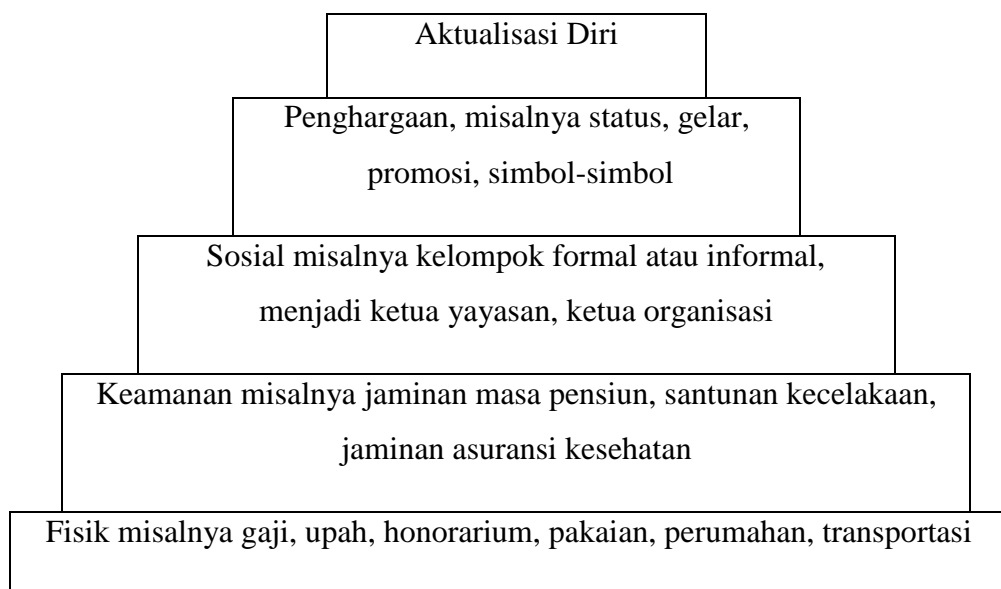 Aktualisasi Diri
Penghargaan, misalnya status, gelar,
promosi, simbol-simbol
Sosial misalnya kelompok formal atau informal,
menjadi ketua yayasan, ketua organisasi
Keamanan misalnya jaminan masa pensiun, santunan kecelakaan,
jaminan asuransi kesehatan
Fisik misalnya gaji, upah, honorarium, pakaian, perumahan, transportasi